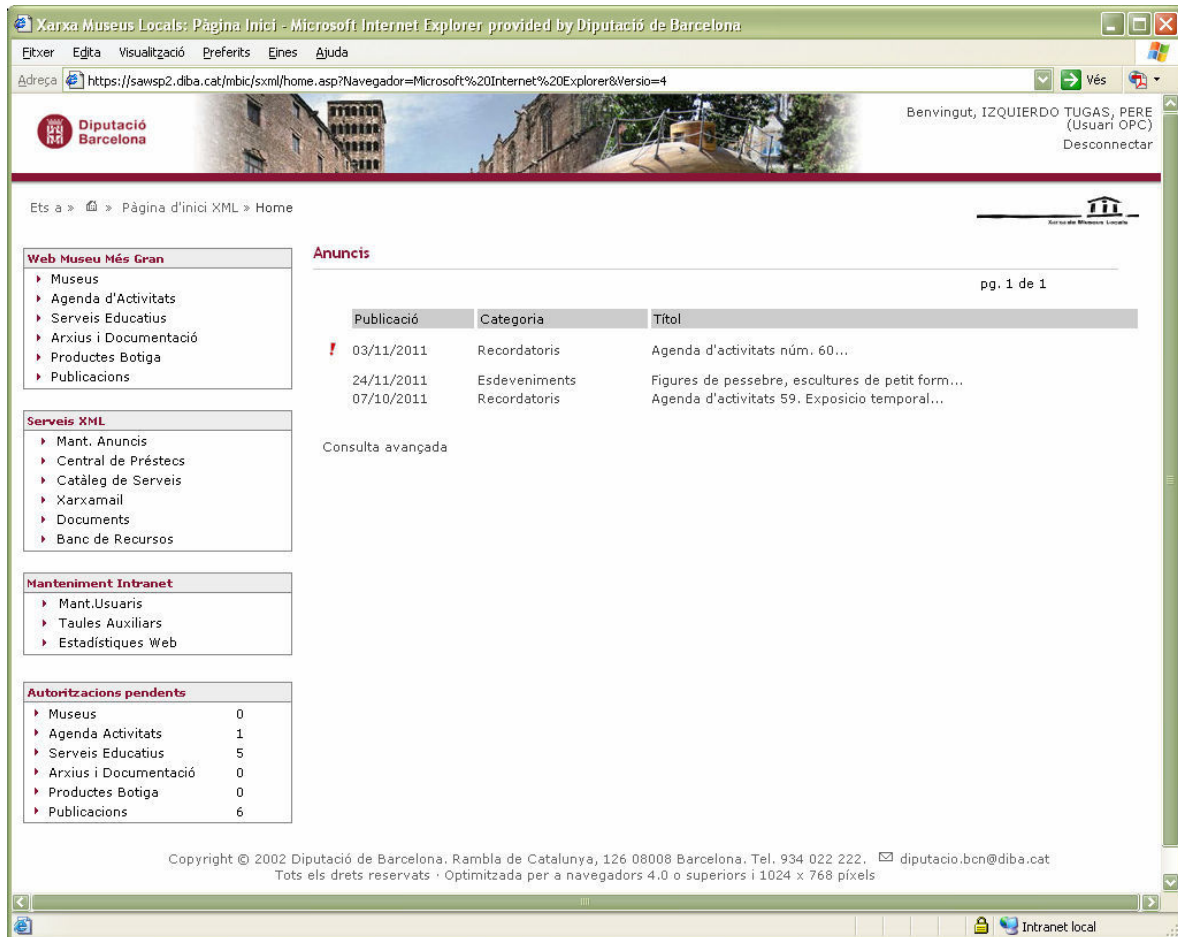 Xarxa Museus Locals: Pàgina Inici - Microsoft Internet Explorer provided by Diputació de Barcelona
Fitxer Edita Visualització Preferits Eines Ajuda
Adreça https://sawsp2.diba.cat/mbic/sxml/home.asp?Navegador=Microsoft%20Internet%20Explorer&Versio=4 Vés
Diputació
Barcelona
Benvingut, IZQUIERDO TUGAS, PERE
(Usuari OPC)
Desconnectar
Ets a » » Pàgina d'inici XML » Home
Xarxa de Museus Locals
Web Museu Més Gran
Museus
Agenda d'Activitats
Serveis Educatius
Arxius i Documentació
Productes Botiga
Publicacions
Serveis XML
Mant. Anuncis
Central de Préstecs
Catàleg de Serveis
Xarxamail
Documents
Banc de Recursos
Manteniment Intranet
Mant.Usuaris
Taules Auxiliars
Estadístiques Web
Autoritzacions pendents
Museus 0
Agenda Activitats 1
Serveis Educatius 5
Arxius i Documentació 0
Productes Botiga 0
Publicacions 6
Anuncis
pg. 1 de 1
Publicació Categoria Títol
! 03/11/2011 Recordatoris Agenda d'activitats núm. 60...
24/11/2011 Esdeveniments Figures de pessebre, escultures de petit form...
07/10/2011 Recordatoris Agenda d'activitats 59. Exposicio temporal...
Consulta avançada
Copyright © 2002 Diputació de Barcelona. Rambla de Catalunya, 126 08008 Barcelona. Tel. 934 022 222. diputacio.bcn@diba.cat
Tots els drets reservats · Optimitzada per a navegadors 4.0 o superiors i 1024 x 768 píxels
Intranet local